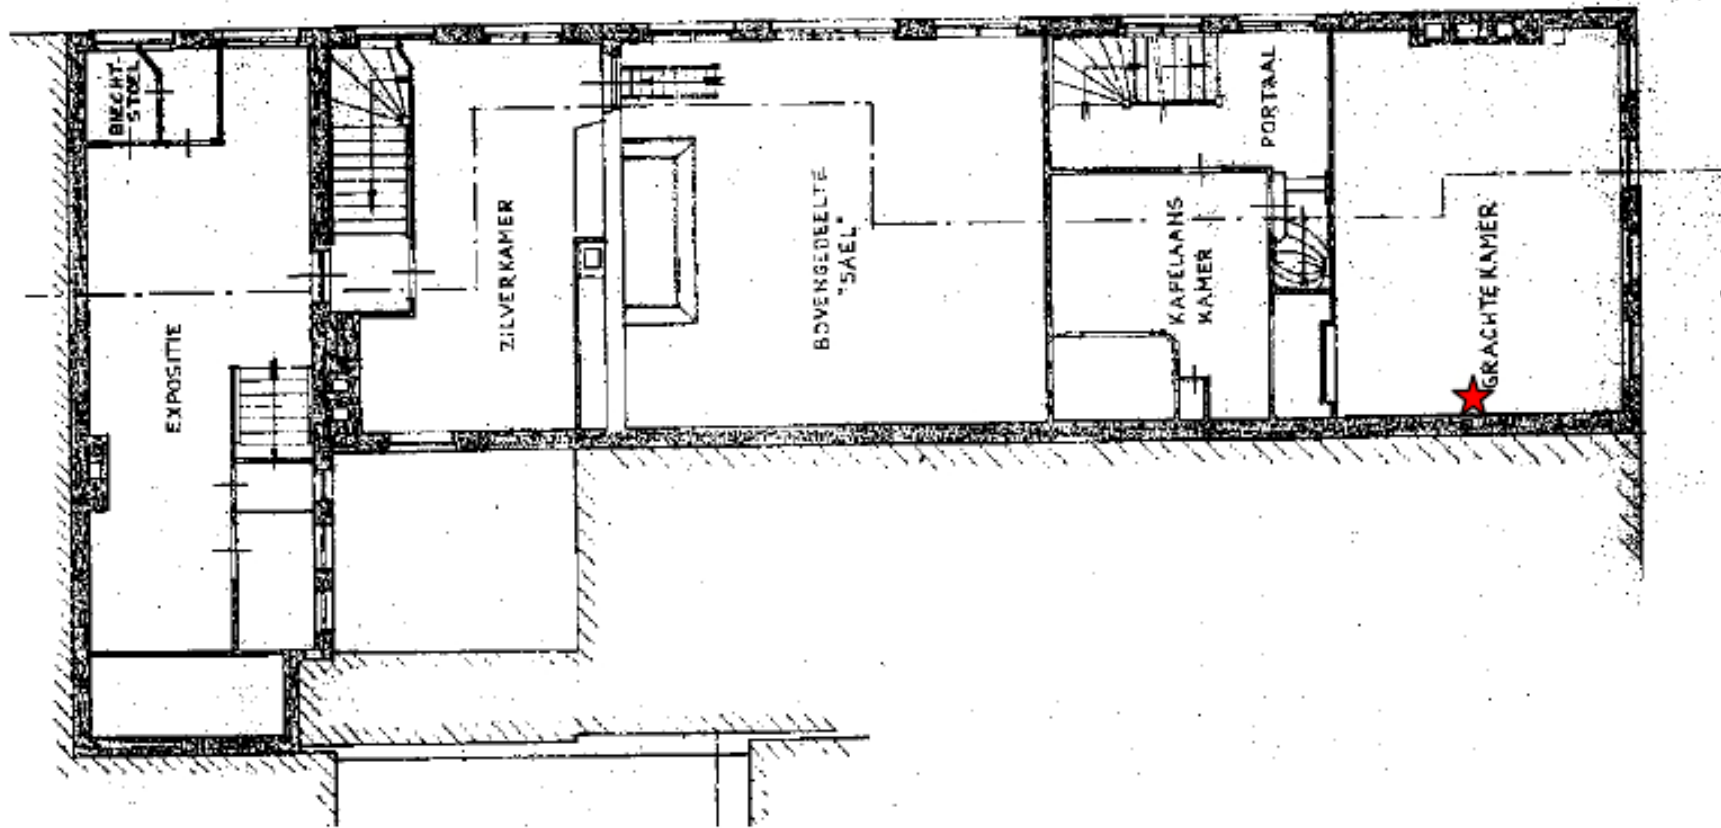 BIECHT-
STOEL
EXPOSITIE
ZILVERKAMER
BOVENGEDEELTE
"SAEL"
KAPELAANS
KAMER
PORTAAL
GRACHTEKAMER